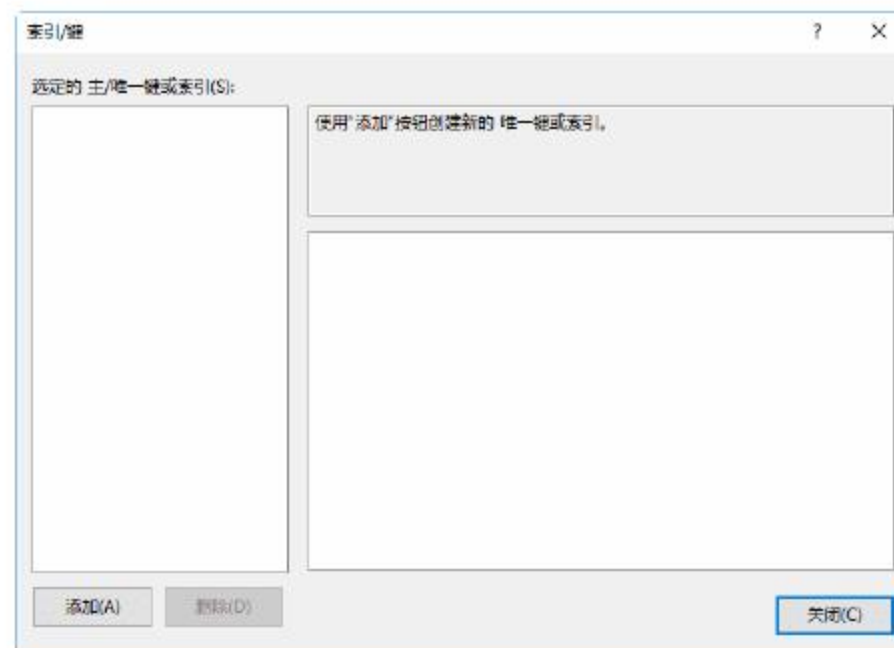 索引/键
选定的 主/唯一键或索引(S):
使用"添加"按钮创建新的 唯一键或索引。
添加(A)
删除(D)
关闭(C)